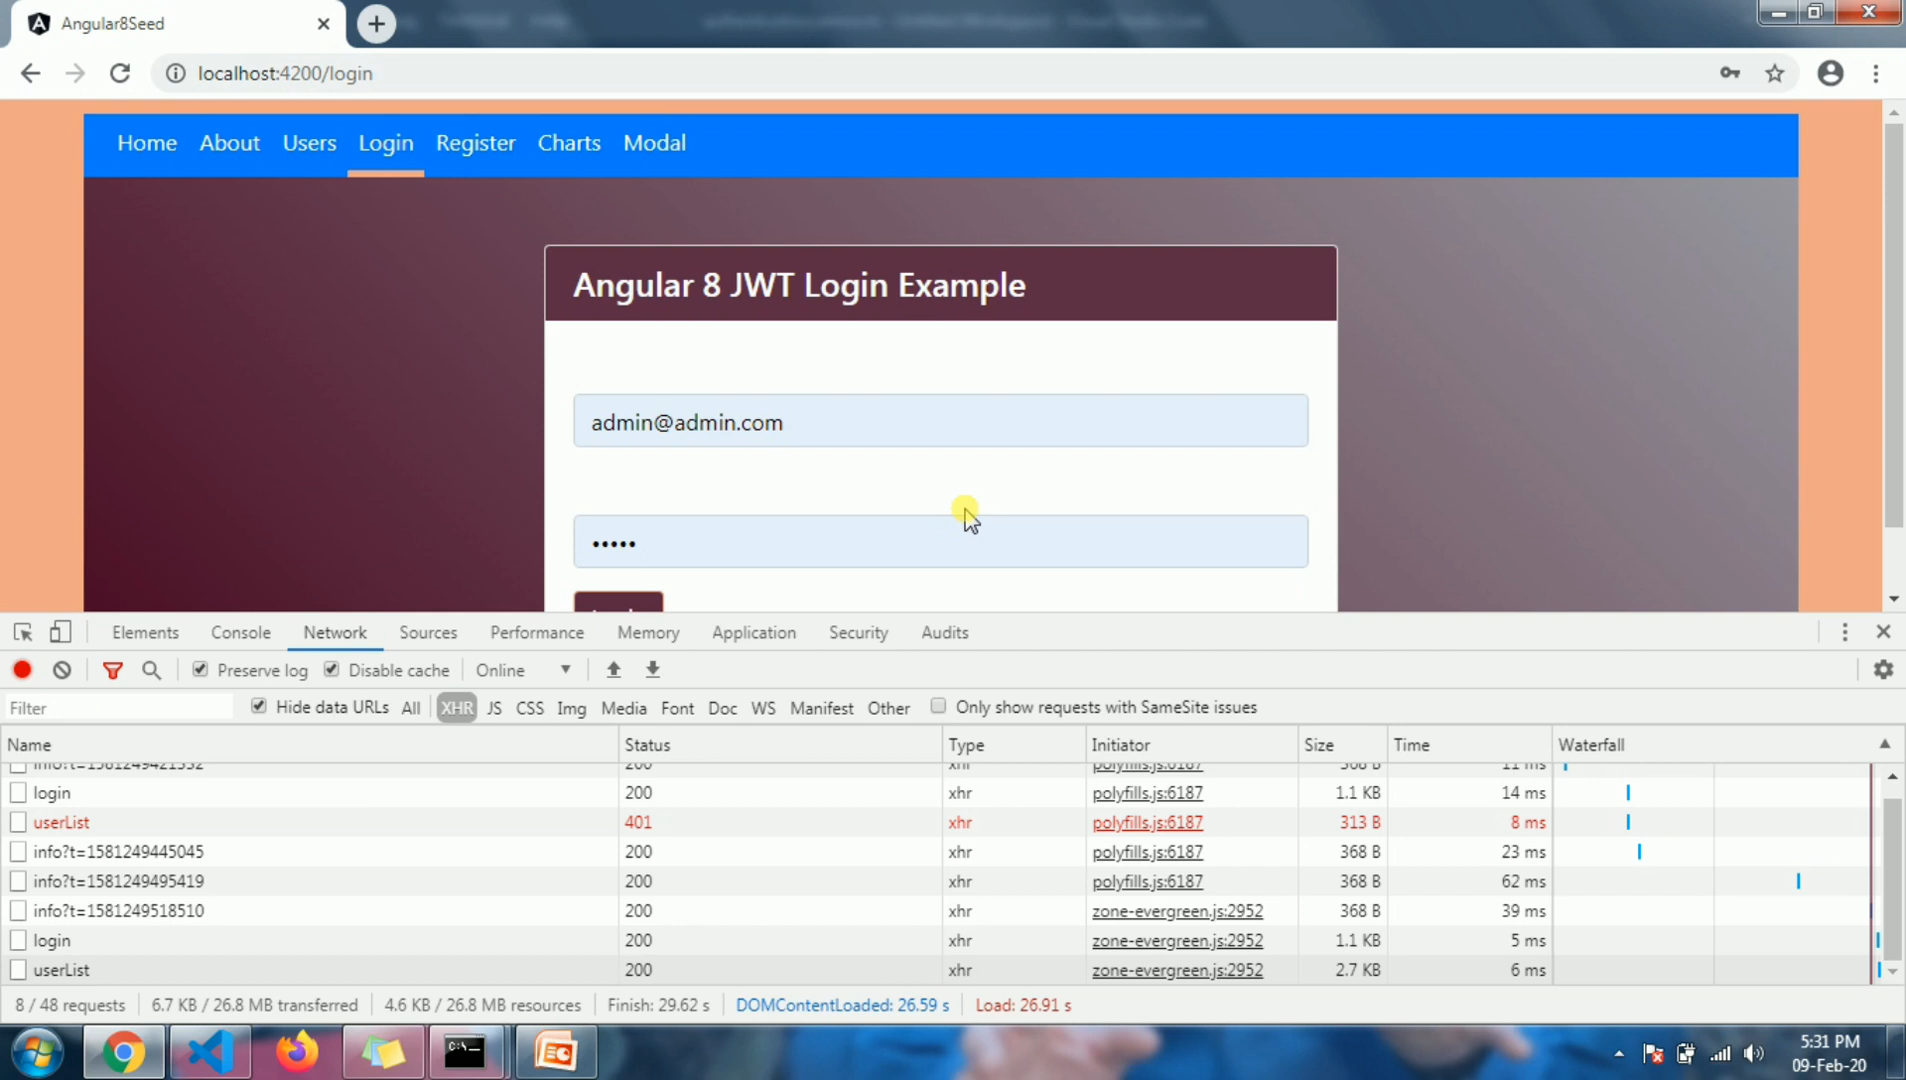 Angular8Seed
localhost:4200/login
Home About Users Login Register Charts Modal
Angular 8 JWT Login Example
admin@admin.com
•••••
Elements Console Network Sources Performance Memory Application Security Audits
Preserve log Disable cache Online
Filter Hide data URLs All XHR JS CSS Img Media Font Doc WS Manifest Other Only show requests with SameSite issues
Name Status Type Initiator Size Time Waterfall
200 xhr polyfills.js:6187 368 B 11 ms
login 200 xhr polyfills.js:6187 1.1 KB 14 ms
userList 401 xhr polyfills.js:6187 313 B 8 ms
info?t=1581249445045 200 xhr polyfills.js:6187 368 B 23 ms
info?t=1581249495419 200 xhr polyfills.js:6187 368 B 62 ms
info?t=1581249518510 200 xhr zone-evergreen.js:2952 368 B 39 ms
login 200 xhr zone-evergreen.js:2952 1.1 KB 5 ms
userList 200 xhr zone-evergreen.js:2952 2.7 KB 6 ms
8 / 48 requests 6.7 KB / 26.8 MB transferred 4.6 KB / 26.8 MB resources Finish: 29.62 s DOMContentLoaded: 26.59 s Load: 26.91 s
C:\.
5:31 PM
09-Feb-20